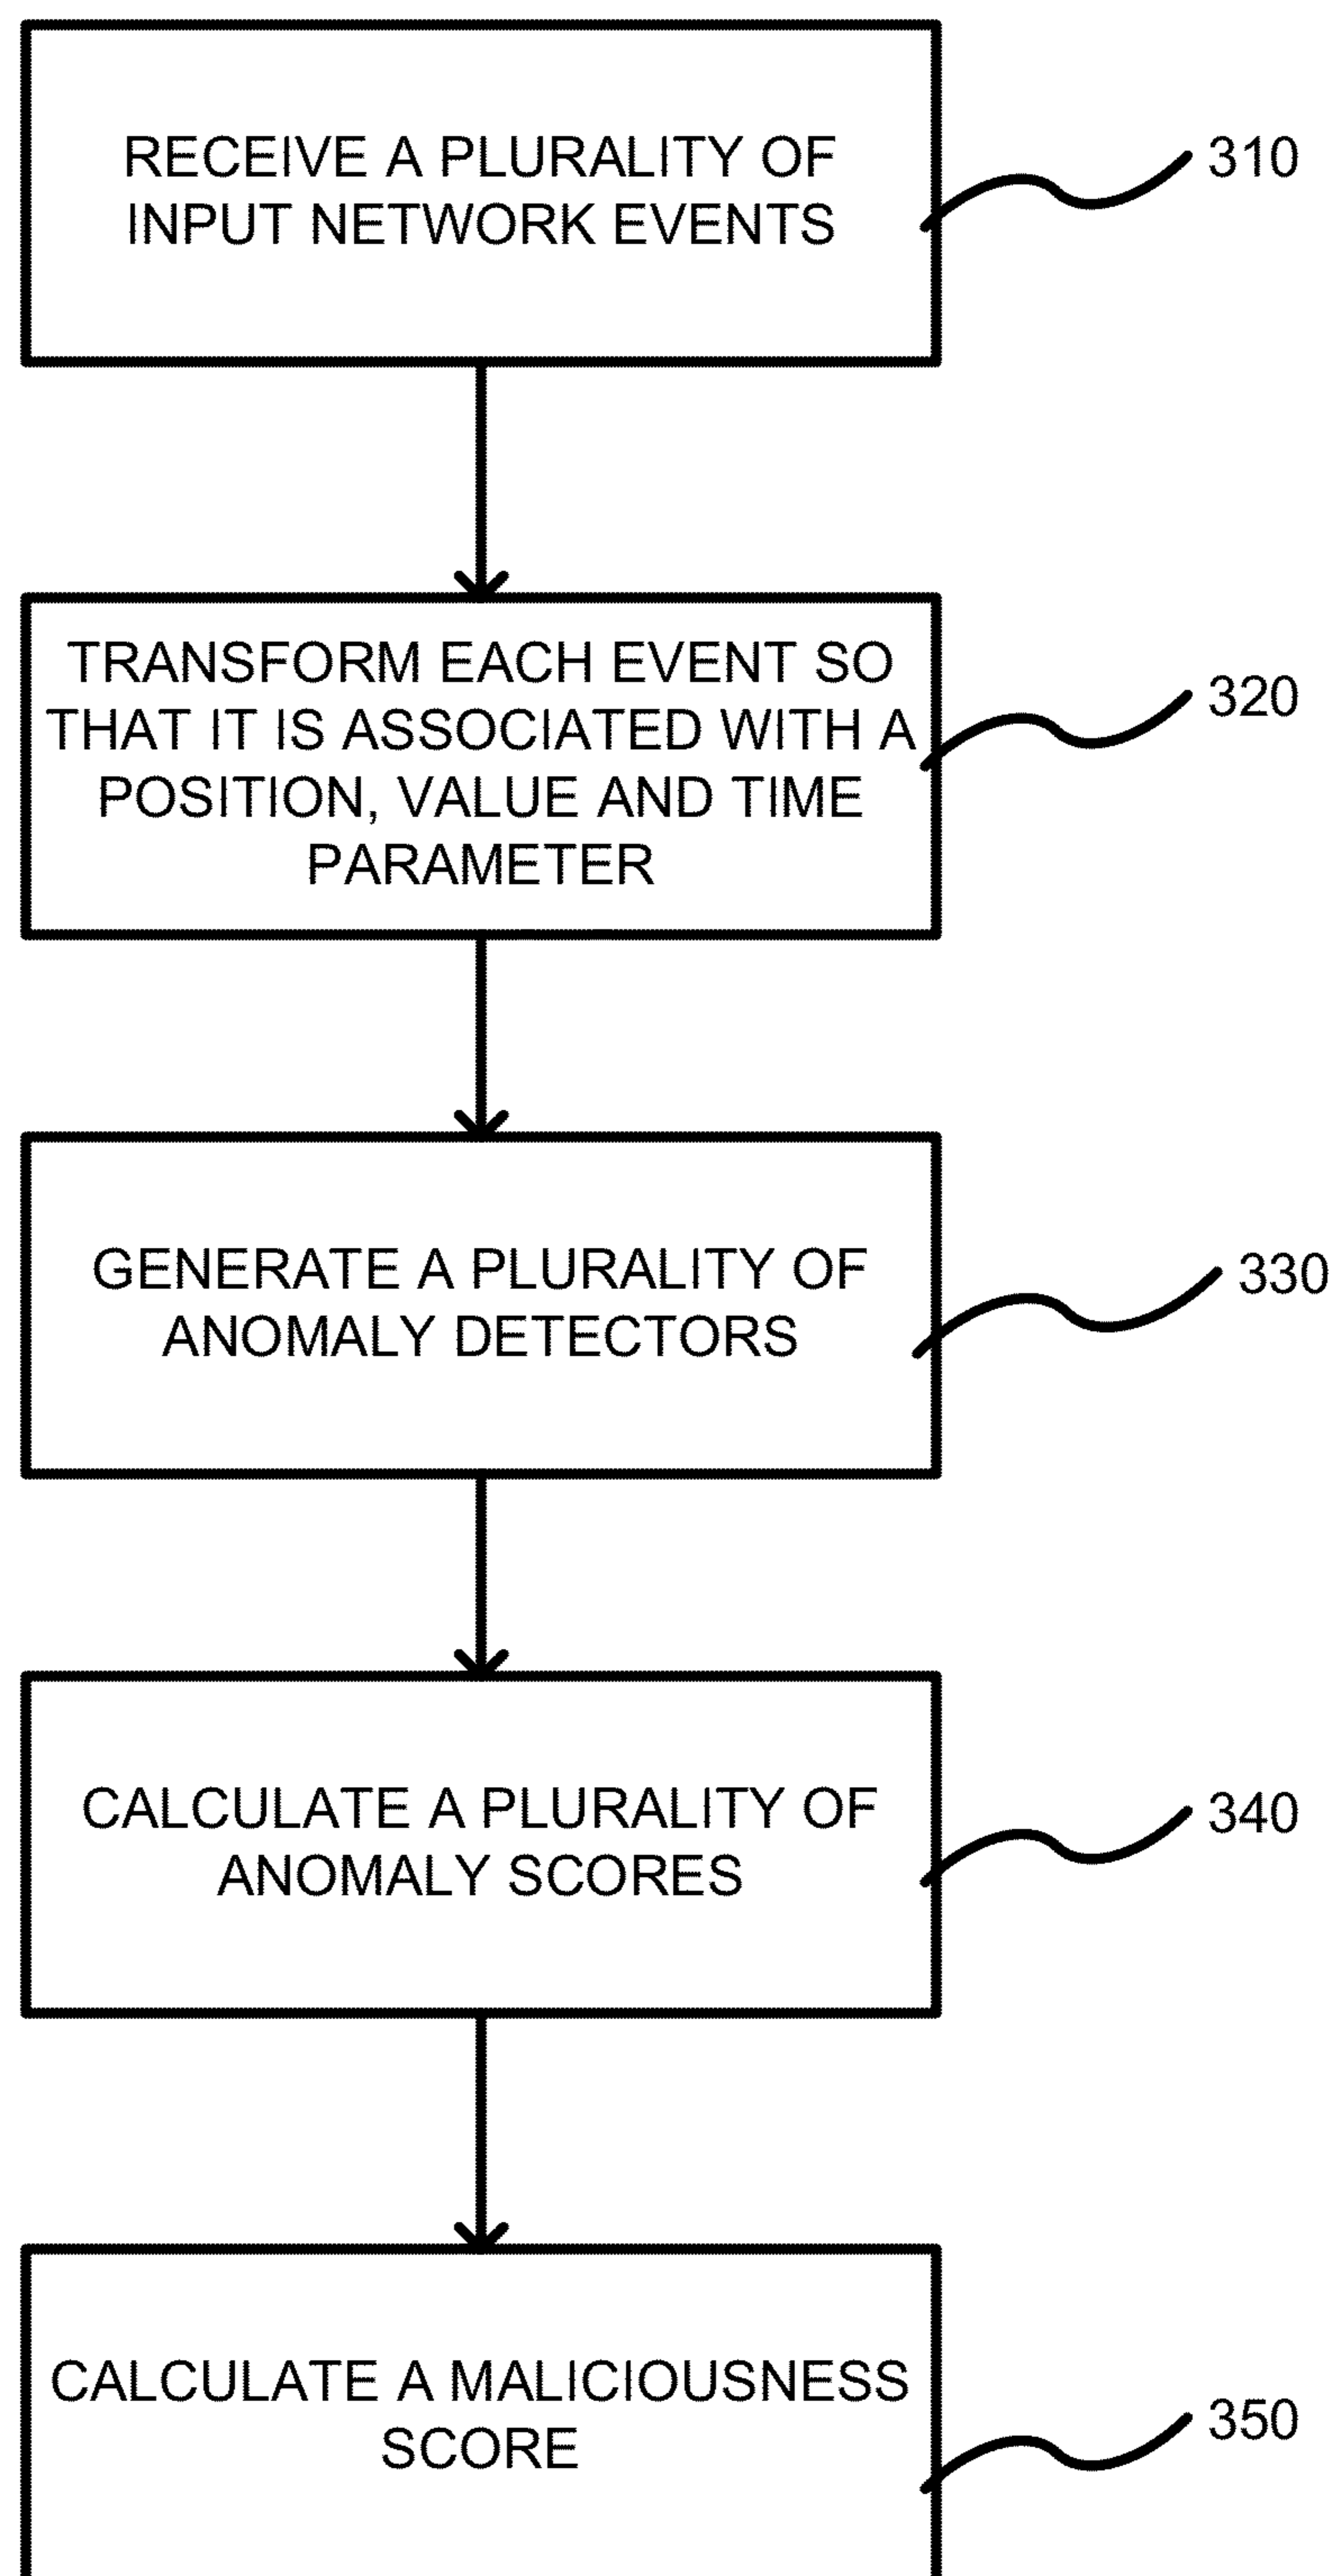 RECEIVE A PLURALITY OF
INPUT NETWORK EVENTS
310
TRANSFORM EACH EVENT SO
THAT IT IS ASSOCIATED WITH A
POSITION, VALUE AND TIME
PARAMETER
320
GENERATE A PLURALITY OF
ANOMALY DETECTORS
330
CALCULATE A PLURALITY OF
ANOMALY SCORES
340
CALCULATE A MALICIOUSNESS
SCORE
350